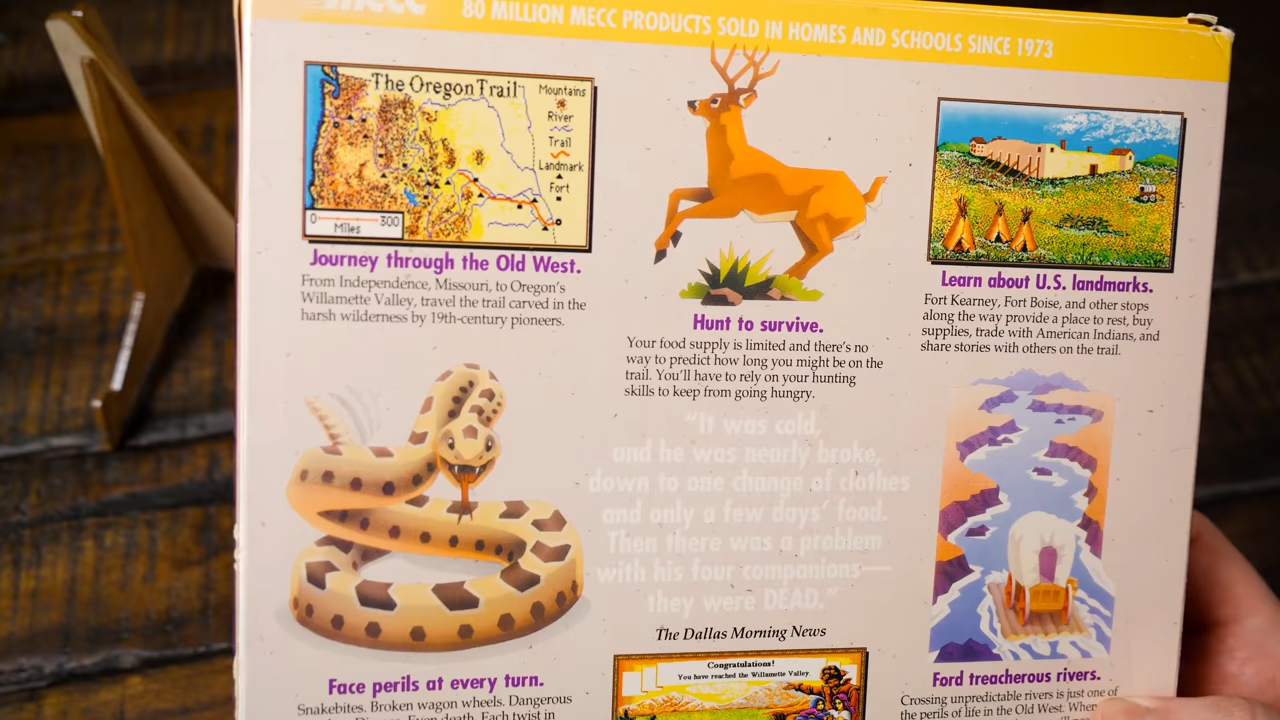 mecc
80 MILLION MECC PRODUCTS SOLD IN HOMES AND SCHOOLS SINCE 1973
The Oregon Trail
Mountains
River
Trail
Landmark
Fort
0 300
Miles
Journey through the Old West.
From Independence, Missouri, to Oregon's
Willamette Valley, travel the trail carved in the
harsh wilderness by 19th-century pioneers.
Hunt to survive.
Your food supply is limited and there's no
way to predict how long you might be on the
trail. You'll have to rely on your hunting
skills to keep from going hungry.
Learn about U.S. landmarks.
Fort Kearney, Fort Boise, and other stops
along the way provide a place to rest, buy
supplies, trade with American Indians, and
share stories with others on the trail.
"It was cold,
and he was nearly broke,
down to one change of clothes
and only a few days' food.
Then there was a problem
with his four companions—
they were DEAD."
The Dallas Morning News
Congratulations!
You have reached the Willamette Valley
Face perils at every turn.
Snakebites. Broken wagon wheels. Dangerous
Even death. Each twist in
Ford treacherous rivers.
Crossing unpredictable rivers is just one of
the perils of life in the Old West. When